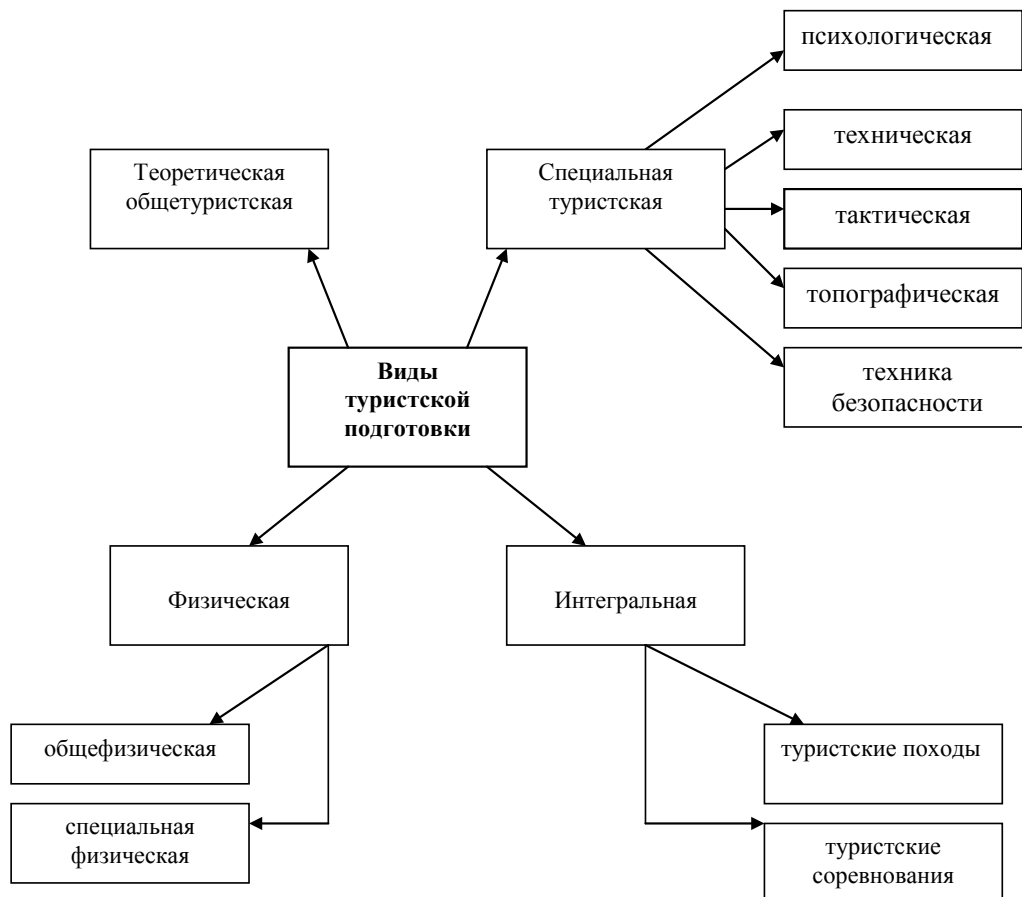 психологическая
техническая
Теоретическая
общетуристская
Специальная
туристская
тактическая
топографическая
Виды
туристской
подготовки
техника
безопасности
Физическая
Интегральная
общефизическая
туристские походы
специальная
физическая
туристские
соревнования